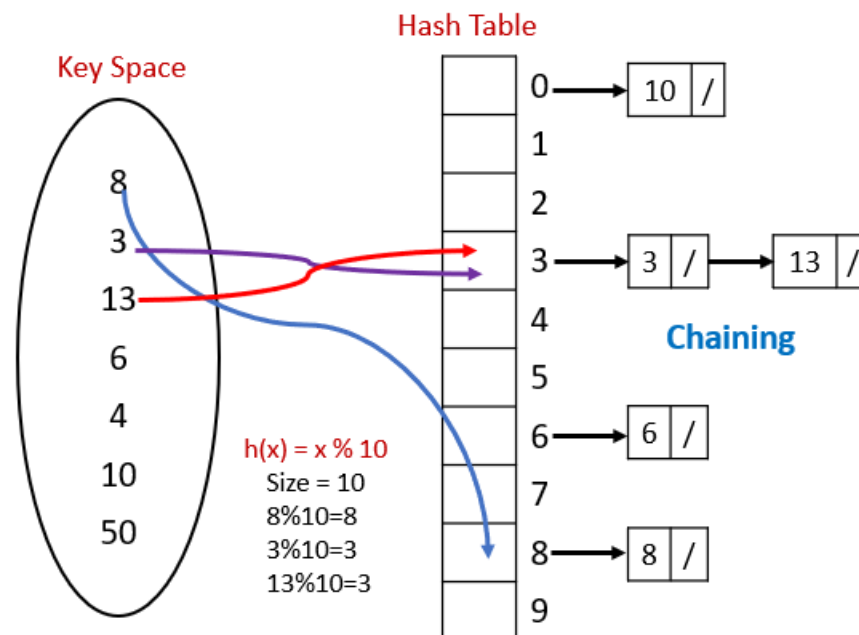 Hash Table
Key Space
8
3
13
6
4
10
50
h(x) = x % 10
Size = 10
8%10=8
3%10=3
13%10=3
0 10 /
1
2
3 3 / 13 /
4
Chaining
5
6 6 /
7
8 8 /
9